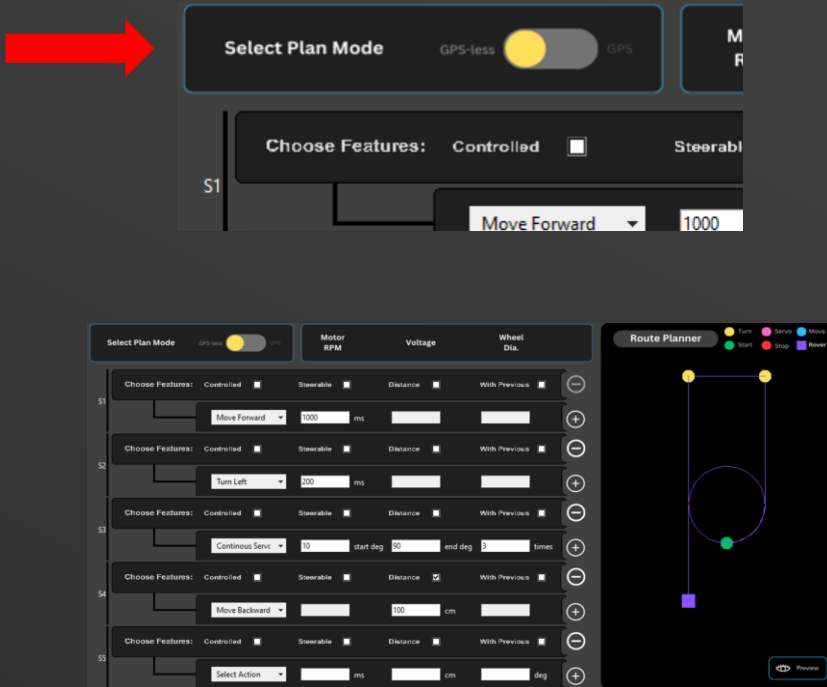 Select Plan Mode GPS-less GPS M
R
Choose Features: Controlled Steerabl
S1
Move Forward 1000
Select Plan Mode GPS-less GPS Motor RPM Voltage Wheel Dia.
Route Planner Turn Servo Move
Start Stop Rover
Choose Features: Controlled Steerable Distance With Previous
S1
Move Forward 1000 ms
Choose Features: Controlled Steerable Distance With Previous
S2
Turn Left 200 ms
Choose Features: Controlled Steerable Distance With Previous
S3
Continous Servc 10 start deg 90 end deg 3 times
Choose Features: Controlled Steerable Distance With Previous
S4
Move Backward 100 cm
Choose Features: Controlled Steerable Distance With Previous
S5
Select Action ms cm deg
Preview